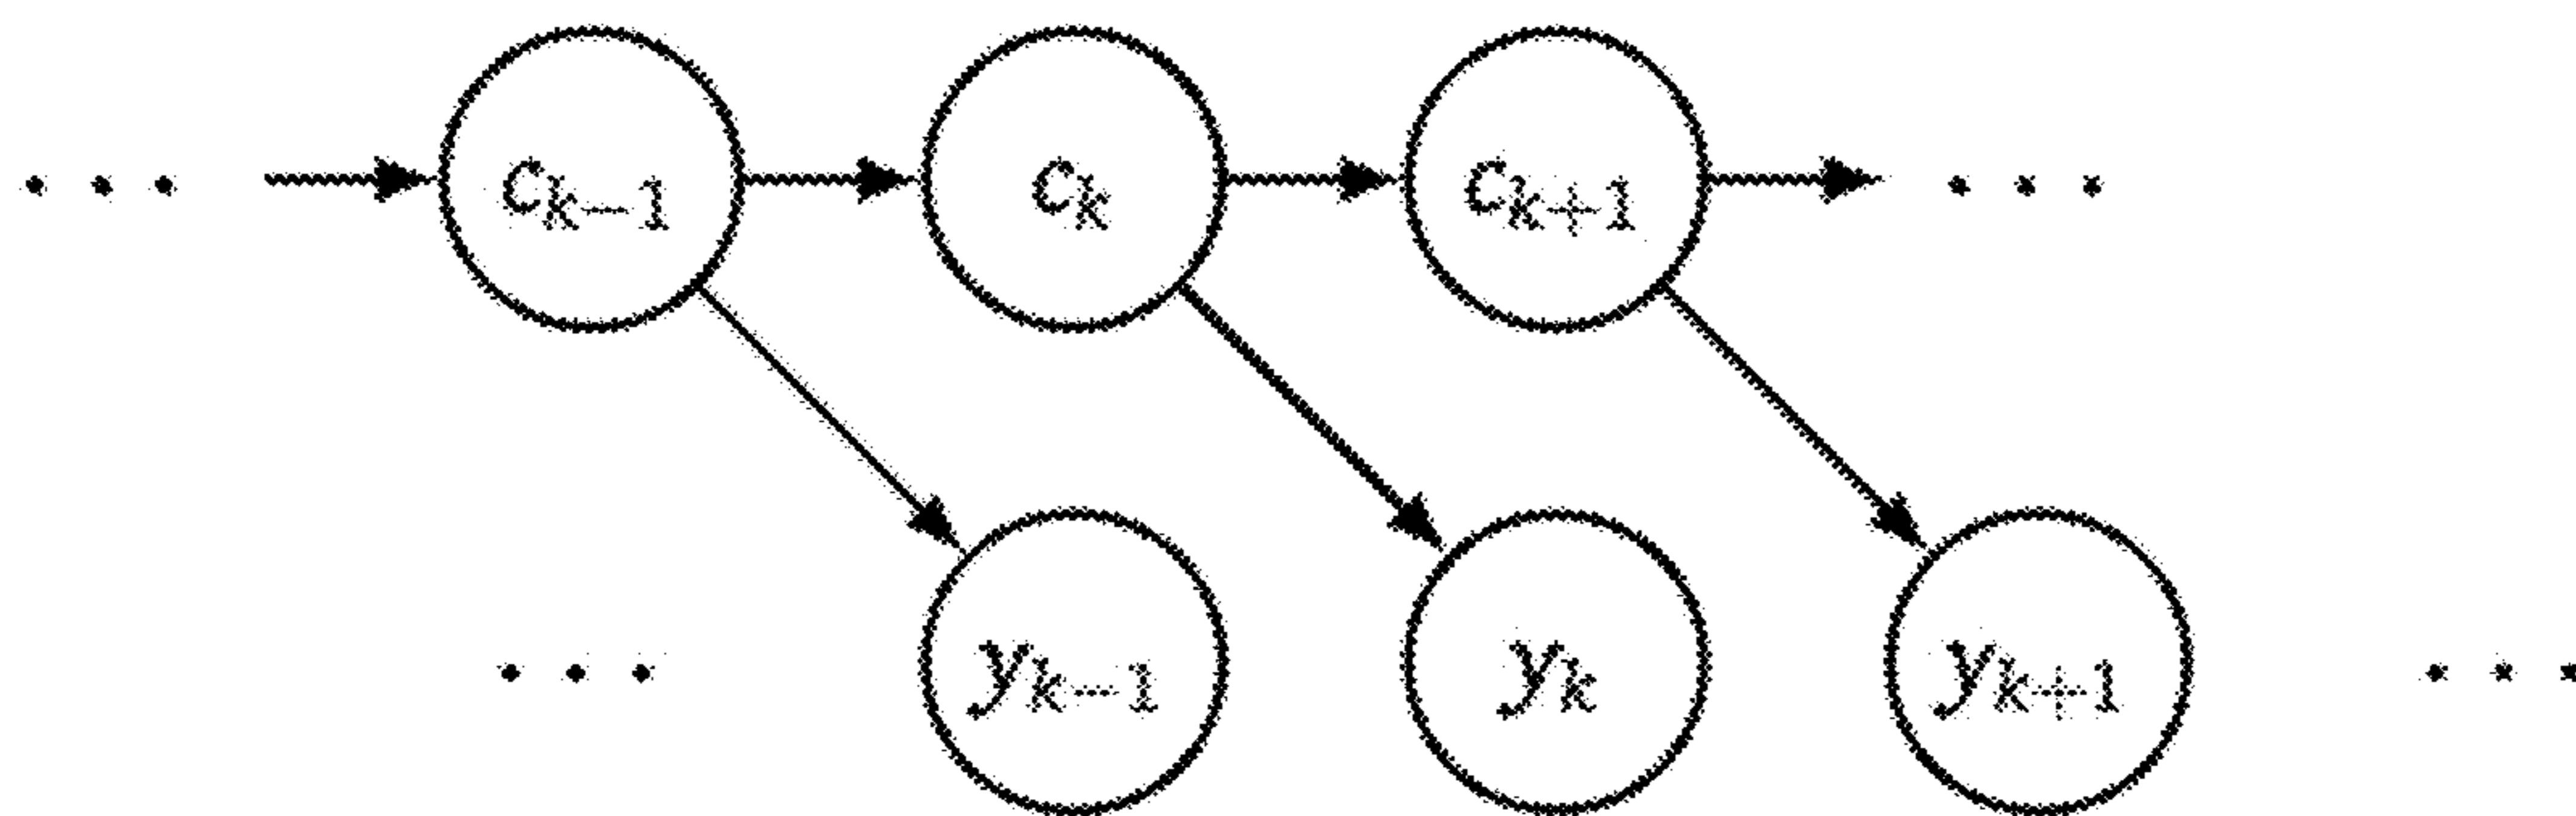 . . . c_{k-1} c_k c_{k+1} . . .
. . . y_{k-1} y_k y_{k+1} . . .